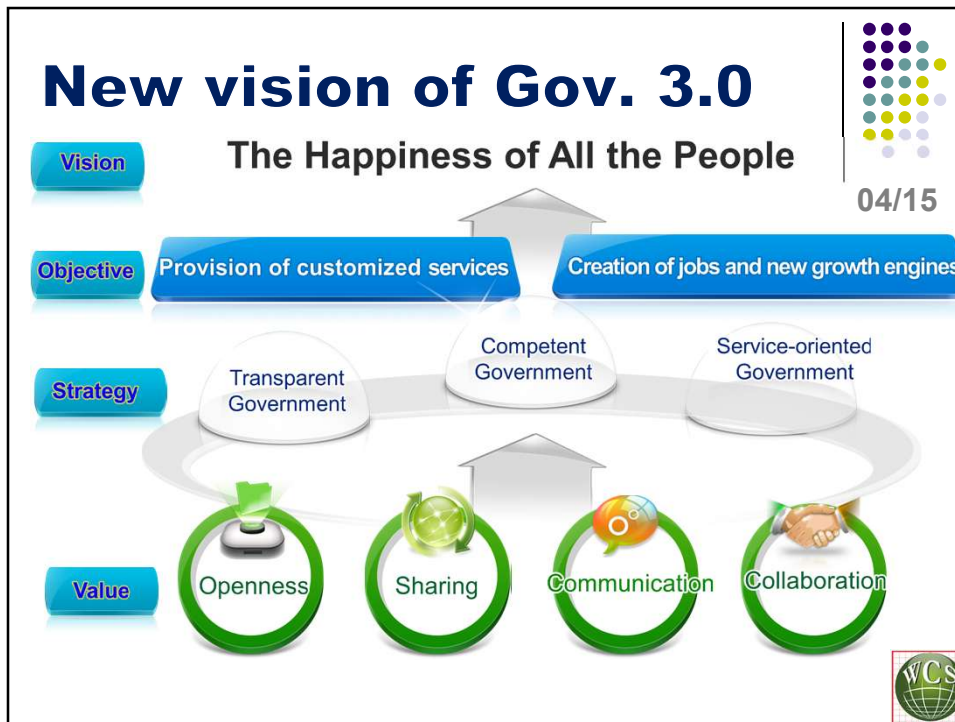 New vision of Gov. 3.0
Vision
The Happiness of All the People
04/15
Objective
Provision of customized services
Creation of jobs and new growth engines
Strategy
Transparent
Government
Competent
Government
Service-oriented
Government
Value
Openness
Sharing
Communication
Collaboration
WCS